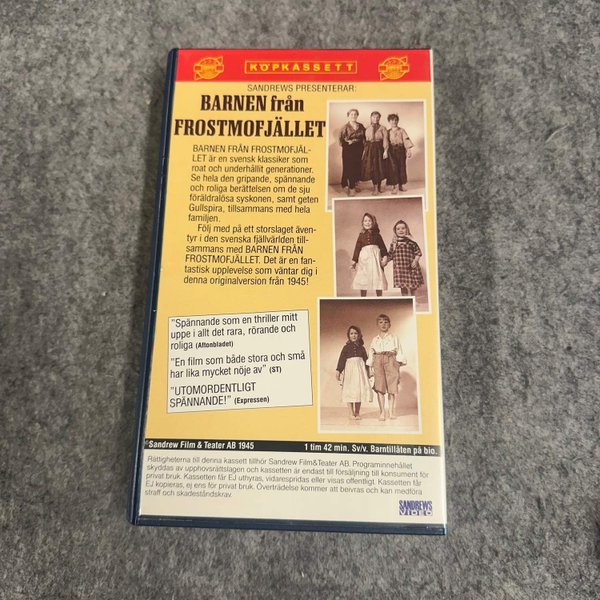 KÖPKASSETT
SANDREWS PRESENTERAR:
BARNEN från
FROSTMOFJÄLLET
BARNEN FRÅN FROSTMOFJÄL-
LET är en svensk klassiker som
roat och underhållit generationer.
Se hela den gripande, spännande
och roliga berättelsen om de sju
föräldralösa syskonen, samt geten
Gullspira, tillsammans med hela
familjen.
Följ med på ett storslaget även-
tyr i den svenska fjällvärlden till-
sammans med BARNEN FRÅN
FROSTMOFJÄLLET. Det är en fan-
tastisk upplevelse som väntar dig i
denna originalversion från 1945!
"Spännande som en thriller mitt
uppe i allt det rara, rörande och
roliga (Aftonbladet)
"En film som både stora och små
har lika mycket nöje av" (ST)
"UTOMORDENTLIGT
SPÄNNANDE!" (Expressen)
©Sandrew Film & Teater AB 1945 1 tim 42 min. Sv/v. Barntillåten på bio.
Rättigheterna till denna kassett tillhör Sandrew Film&Teater AB. Programinnehållet
skyddas av upphovsrättslagen och kassetten är endast till försäljning till konsument för
privat bruk. Kassetten får EJ uthyras, vidarespridas eller visas offentligt. Kassetten får
EJ kopieras, ej ens för privat bruk. Överträdelse kommer att beivras och kan medföra
straff och skadeståndskrav.
SANDREWS
VIDEO